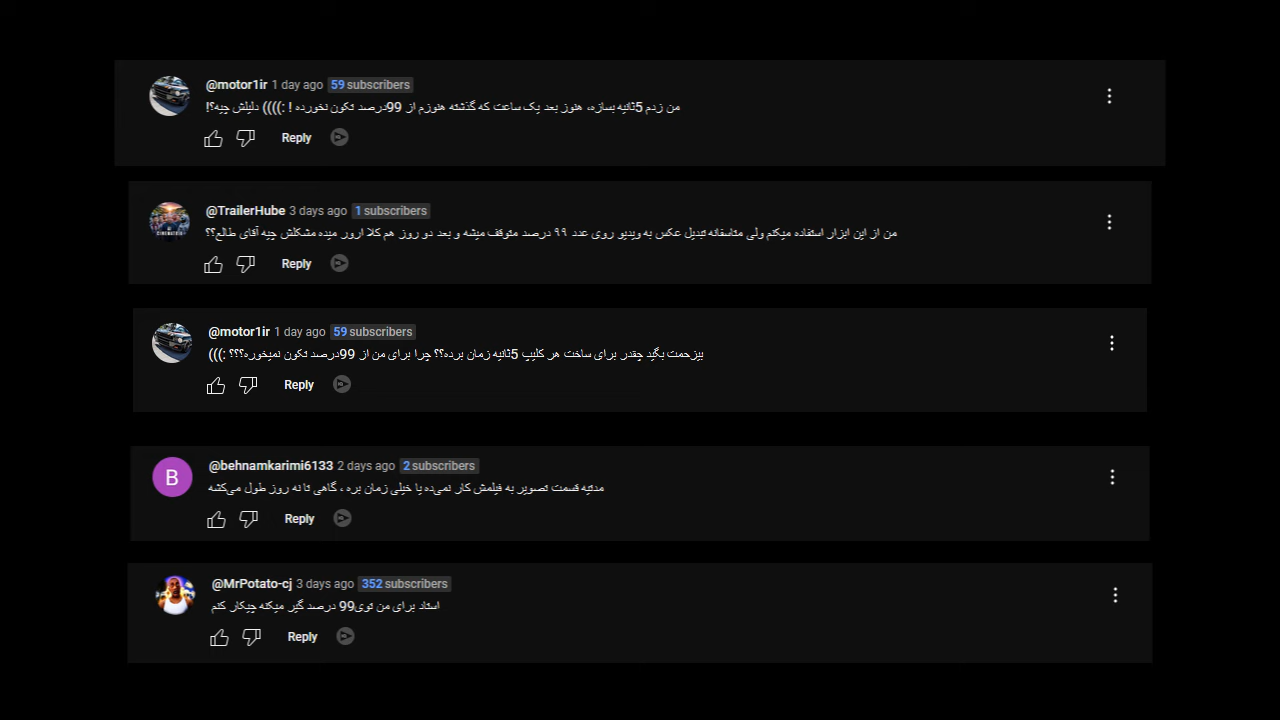 @motor1ir 1 day ago 59 subscribers
من زدم 5ثانیه بسازه، هنوز بعد یک ساعت که گذشته هنوزم از 99درصد تکون نخورده ! :)))) دلیلش چیه؟!
Reply
@TrailerHube 3 days ago 1 subscribers
من از این ابزار استفاده میکنم ولی متاسفانه تبدیل عکس به ویدیو روی عدد ۹۹ درصد متوقف میشه و بعد دو روز هم کلا ارور میده مشکلش چیه آقای طالع؟؟
Reply
@motor1ir 1 day ago 59 subscribers
بیزحمت بگید چقدر برای ساخت هر کلیپ 5ثانیه زمان برده؟؟ چرا برای من از 99درصد تکون نمیخوره؟؟؟ :)))
Reply
B
@behnamkarimi6133 2 days ago 2 subscribers
مدتیه قسمت تصویر به فیلمش کار نمی‌ده یا خیلی زمان بره ، گاهی تا نه روز طول می‌کشه
Reply
@MrPotato-cj 3 days ago 352 subscribers
استاد برای من توی99 درصد گیر میکنه چیکار کنم
Reply